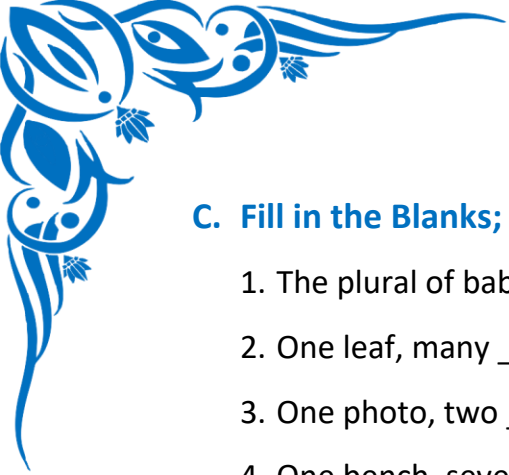 C. Fill in the Blanks;
1. The plural of
2. One leaf, many _
3. One photo, two _
4. One bench,